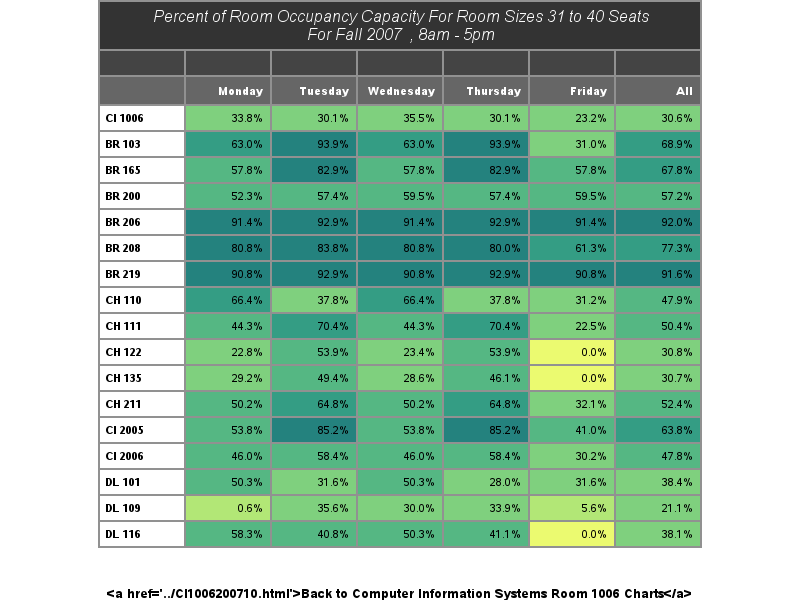 Percent of Room Occupancy Capacity For Room Sizes 31 to 40 Seats
For Fall 2007 , 8am - 5pm
Monday Tuesday Wednesday Thursday Friday All
CI 1006 33.8% 30.1% 35.5% 30.1% 23.2% 30.6%
BR 103 63.0% 93.9% 63.0% 93.9% 31.0% 68.9%
BR 165 57.8% 82.9% 57.8% 82.9% 57.8% 67.8%
BR 200 52.3% 57.4% 59.5% 57.4% 59.5% 57.2%
BR 206 91.4% 92.9% 91.4% 92.9% 91.4% 92.0%
BR 208 80.8% 83.8% 80.8% 80.0% 61.3% 77.3%
BR 219 90.8% 92.9% 90.8% 92.9% 90.8% 91.6%
CH 110 66.4% 37.8% 66.4% 37.8% 31.2% 47.9%
CH 111 44.3% 70.4% 44.3% 70.4% 22.5% 50.4%
CH 122 22.8% 53.9% 23.4% 53.9% 0.0% 30.8%
CH 135 29.2% 49.4% 28.6% 46.1% 0.0% 30.7%
CH 211 50.2% 64.8% 50.2% 64.8% 32.1% 52.4%
CI 2005 53.8% 85.2% 53.8% 85.2% 41.0% 63.8%
CI 2006 46.0% 58.4% 46.0% 58.4% 30.2% 47.8%
DL 101 50.3% 31.6% 50.3% 28.0% 31.6% 38.4%
DL 109 0.6% 35.6% 30.0% 33.9% 5.6% 21.1%
DL 116 58.3% 40.8% 50.3% 41.1% 0.0% 38.1%
&lt;a href='../CI1006200710.html'&gt;Back to Computer Information Systems Room 1006 Charts&lt;/a&gt;